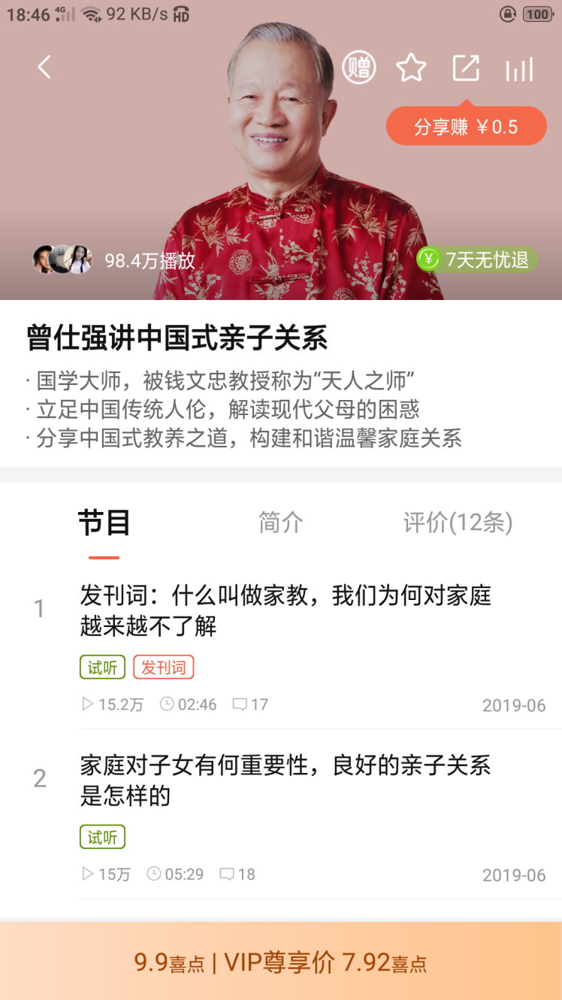 18:46 4G 92 KB/s HD 100
赠
分享赚 ￥0.5
98.4万播放
¥ 7天无忧退
曾仕强讲中国式亲子关系
· 国学大师，被钱文忠教授称为“天人之师”
· 立足中国传统人伦，解读现代父母的困惑
· 分享中国式教养之道，构建和谐温馨家庭关系
节目 简介 评价(12条)
1 发刊词：什么叫做家教，我们为何对家庭
越来越不了解
试听 发刊词
15.2万 02:46 17 2019-06
2 家庭对子女有何重要性，良好的亲子关系
是怎样的
试听
15万 05:29 18 2019-06
9.9喜点 | VIP尊享价 7.92喜点